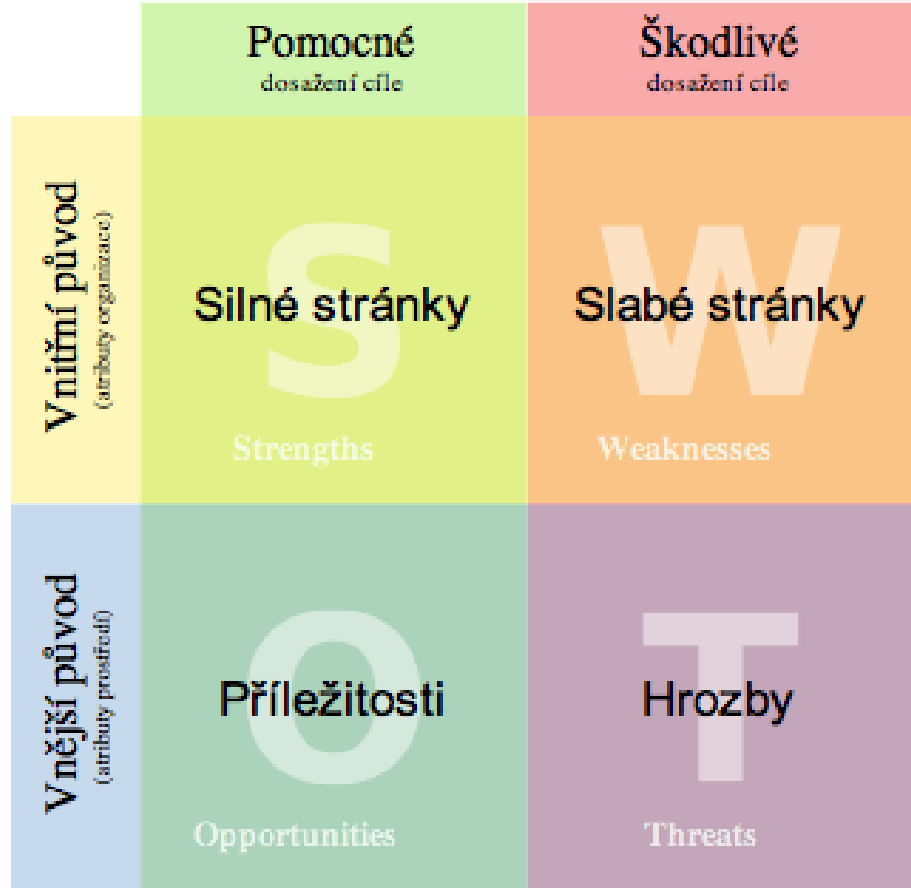 Pomocné
dosažení cíle
Škodlivé
dosažení cíle
Vnitřní původ
(atributy organizace)
S
Silné stránky
Strengths
W
Slabé stránky
Weaknesses
Vnější původ
(atributy prostředí)
O
Příležitosti
Opportunities
T
Hrozby
Threats